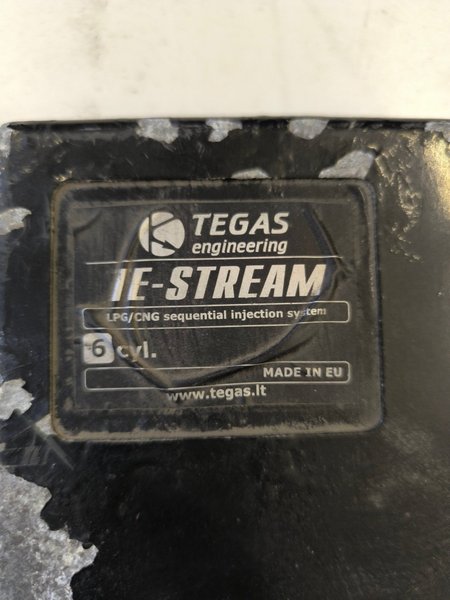 TEGAS
engineering
IE-STREAM
LPG/CNG sequential injection system
6 cyl.
MADE IN EU
www.tegas.lt